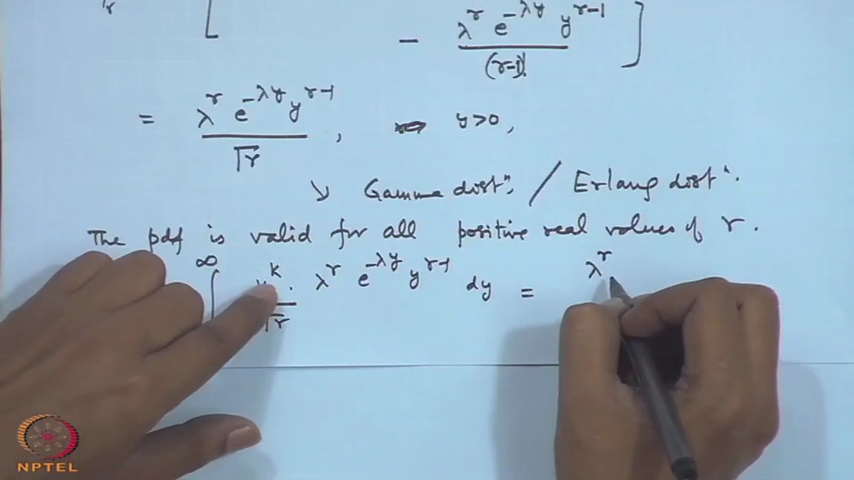 [
- λ^r e^{-λy} y^{r-1} / (r-1)! ]
= λ^r e^{-λy} y^{r-1} / Γr , y>0,
↘ Gamma distⁿ. / Erlang distⁿ.
The pdf is valid for all positive real values of r.
∫ ∞ k . / Γr λ^r e^{-λy} y^{r-1} dy = λ^r
NPTEL